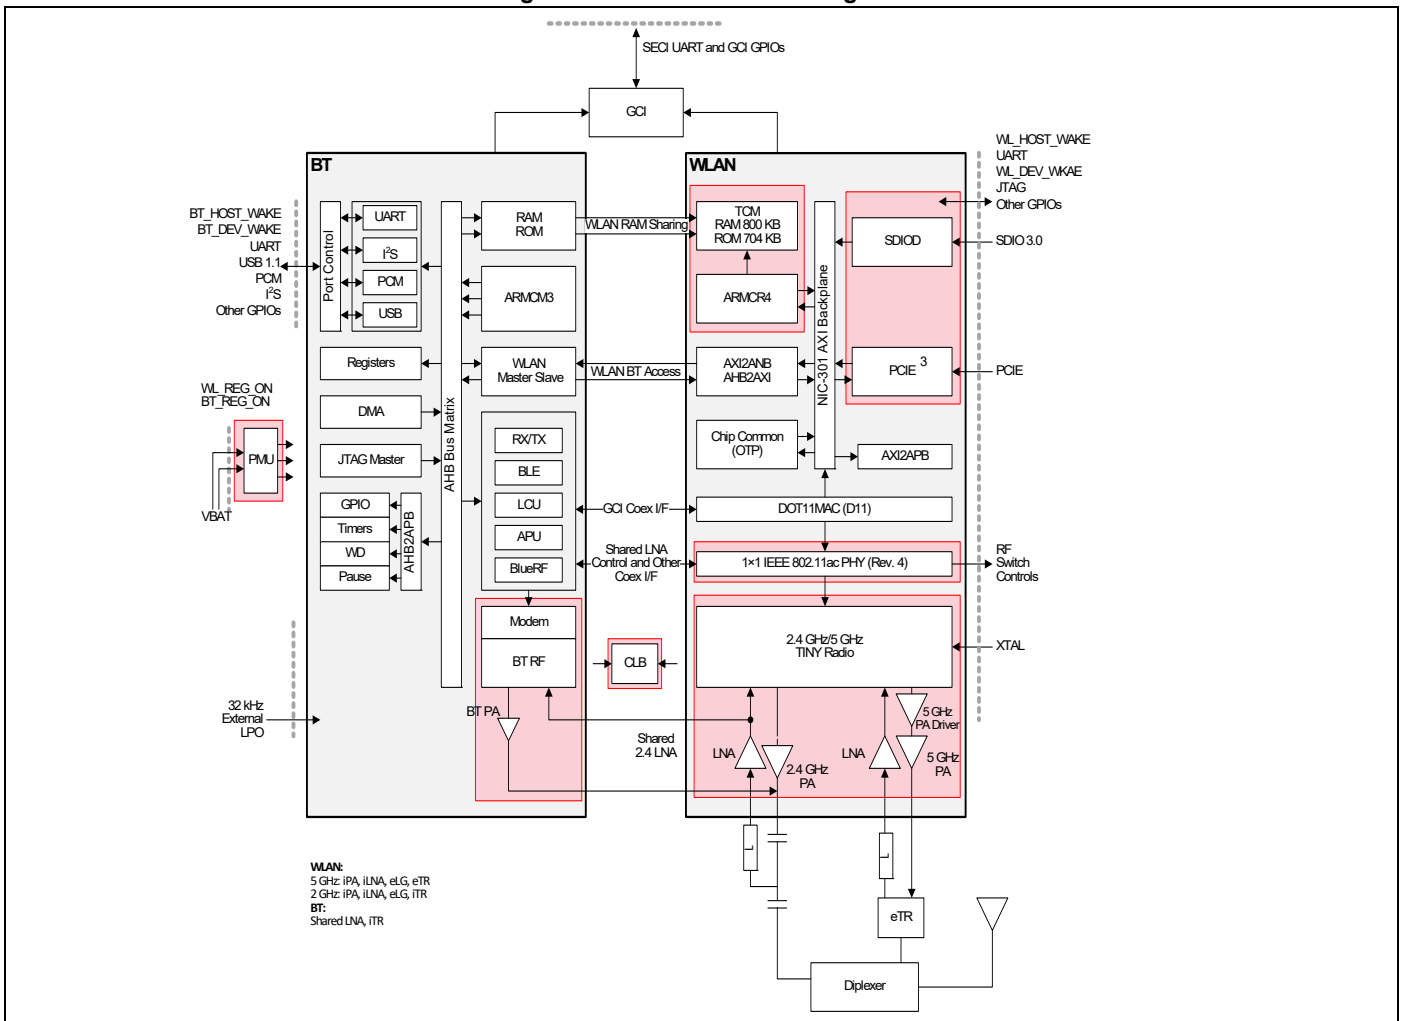 SECI UART and GCI GPIOs
GCI
BT
WLAN
WL_HOST_WAKE
UART
WL_DEV_WKAE
JTAG
Other GPIOs
BT_HOST_WAKE
BT_DEV_WAKE
UART
USB 1.1
PCM
I2S
Other GPIOs
Port Control
UART
I2S
PCM
USB
AHB Bus Matrix
RAM
ROM
WLAN RAM Sharing
TCM
RAM 800 KB
ROM 704 KB
NIC-301 AXI Backplane
SDIOD
SDIO 3.0
ARMCM3
ARMCR4
Registers
WLAN
Master Slave
WLAN BT Access
AXI2ANB
AHB2AXI
PCIE 3
PCIE
WL_REG_ON
BT_REG_ON
PMU
VBAT
DMA
JTAG Master
RX/TX
BLE
LCU
APU
BlueRF
Chip Common
(OTP)
AXI2APB
GPIO
Timers
WD
Pause
AHB2APB
GCI Coex I/F
DOT11MAC (D11)
Shared LNA
Control and Other
Coex I/F
1×1 IEEE 802.11ac PHY (Rev. 4)
RF
Switch
Controls
Modem
BT RF
CLB
2.4 GHz/5 GHz
TINY Radio
XTAL
32 kHz
External
LPO
BT PA
Shared
2.4 LNA
LNA
2.4 GHz
PA
LNA
5 GHz
PA Driver
5 GHz
PA
L
L
WLAN:
5 GHz: iPA, iLNA, eLG, eTR
2 GHz: iPA, iLNA, eLG, iTR
BT:
Shared LNA, iTR
eTR
Diplexer